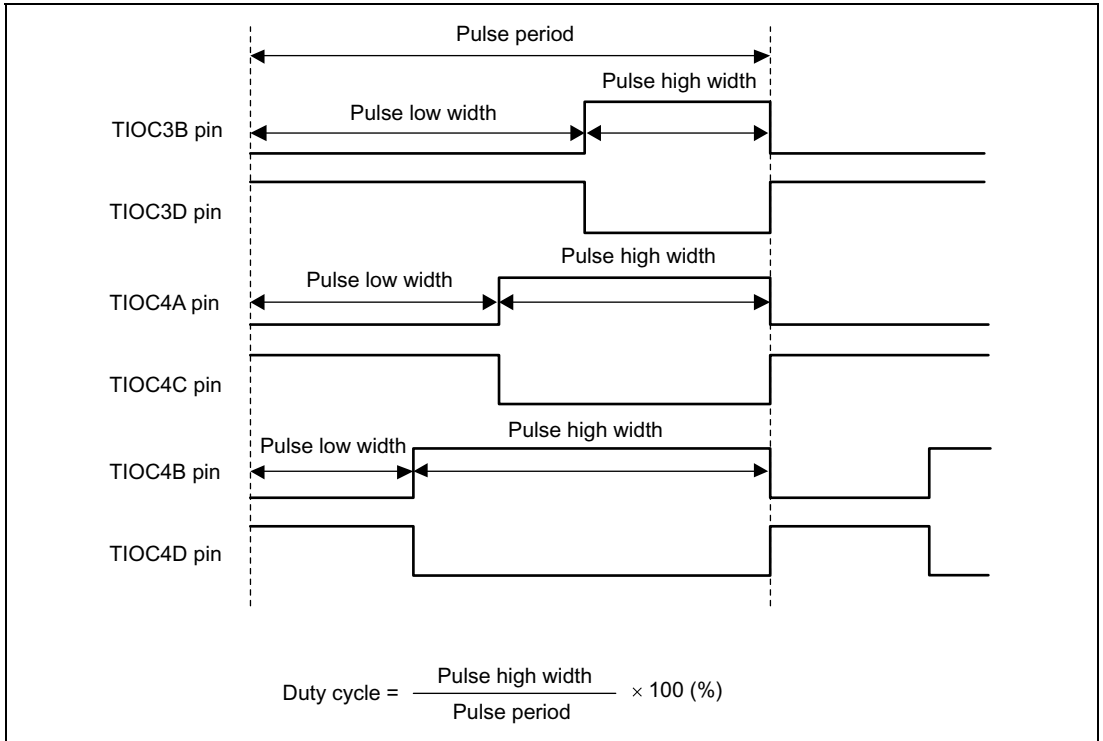 Pulse period
Pulse high width
Pulse low width
TIOC3B pin
TIOC3D pin
Pulse high width
Pulse low width
TIOC4A pin
TIOC4C pin
Pulse high width
Pulse low width
TIOC4B pin
TIOC4D pin
Duty cycle = Pulse high width / Pulse period × 100 (%)